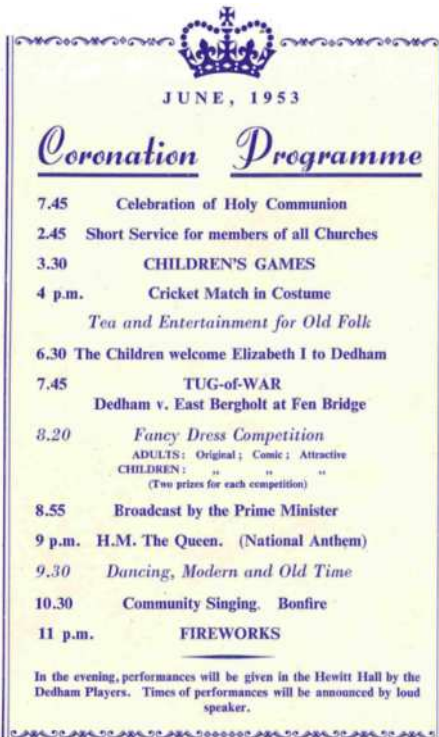 JUNE, 1953
Coronation Programme
7.45 Celebration of Holy Communion
2.45 Short Service for members of all Churches
3.30 CHILDREN'S GAMES
4 p.m. Cricket Match in Costume
Tea and Entertainment for Old Folk
6.30 The Children welcome Elizabeth I to Dedham
7.45 TUG-of-WAR
Dedham v. East Bergholt at Fen Bridge
8.20 Fancy Dress Competition
ADULTS: Original; Comic; Attractive
CHILDREN: ,, ,, ,,
(Two prizes for each competition)
8.55 Broadcast by the Prime Minister
9 p.m. H.M. The Queen. (National Anthem)
9.30 Dancing, Modern and Old Time
10.30 Community Singing. Bonfire
11 p.m. FIREWORKS
In the evening, performances will be given in the Hewitt Hall by the
Dedham Players. Times of performances will be announced by loud
speaker.